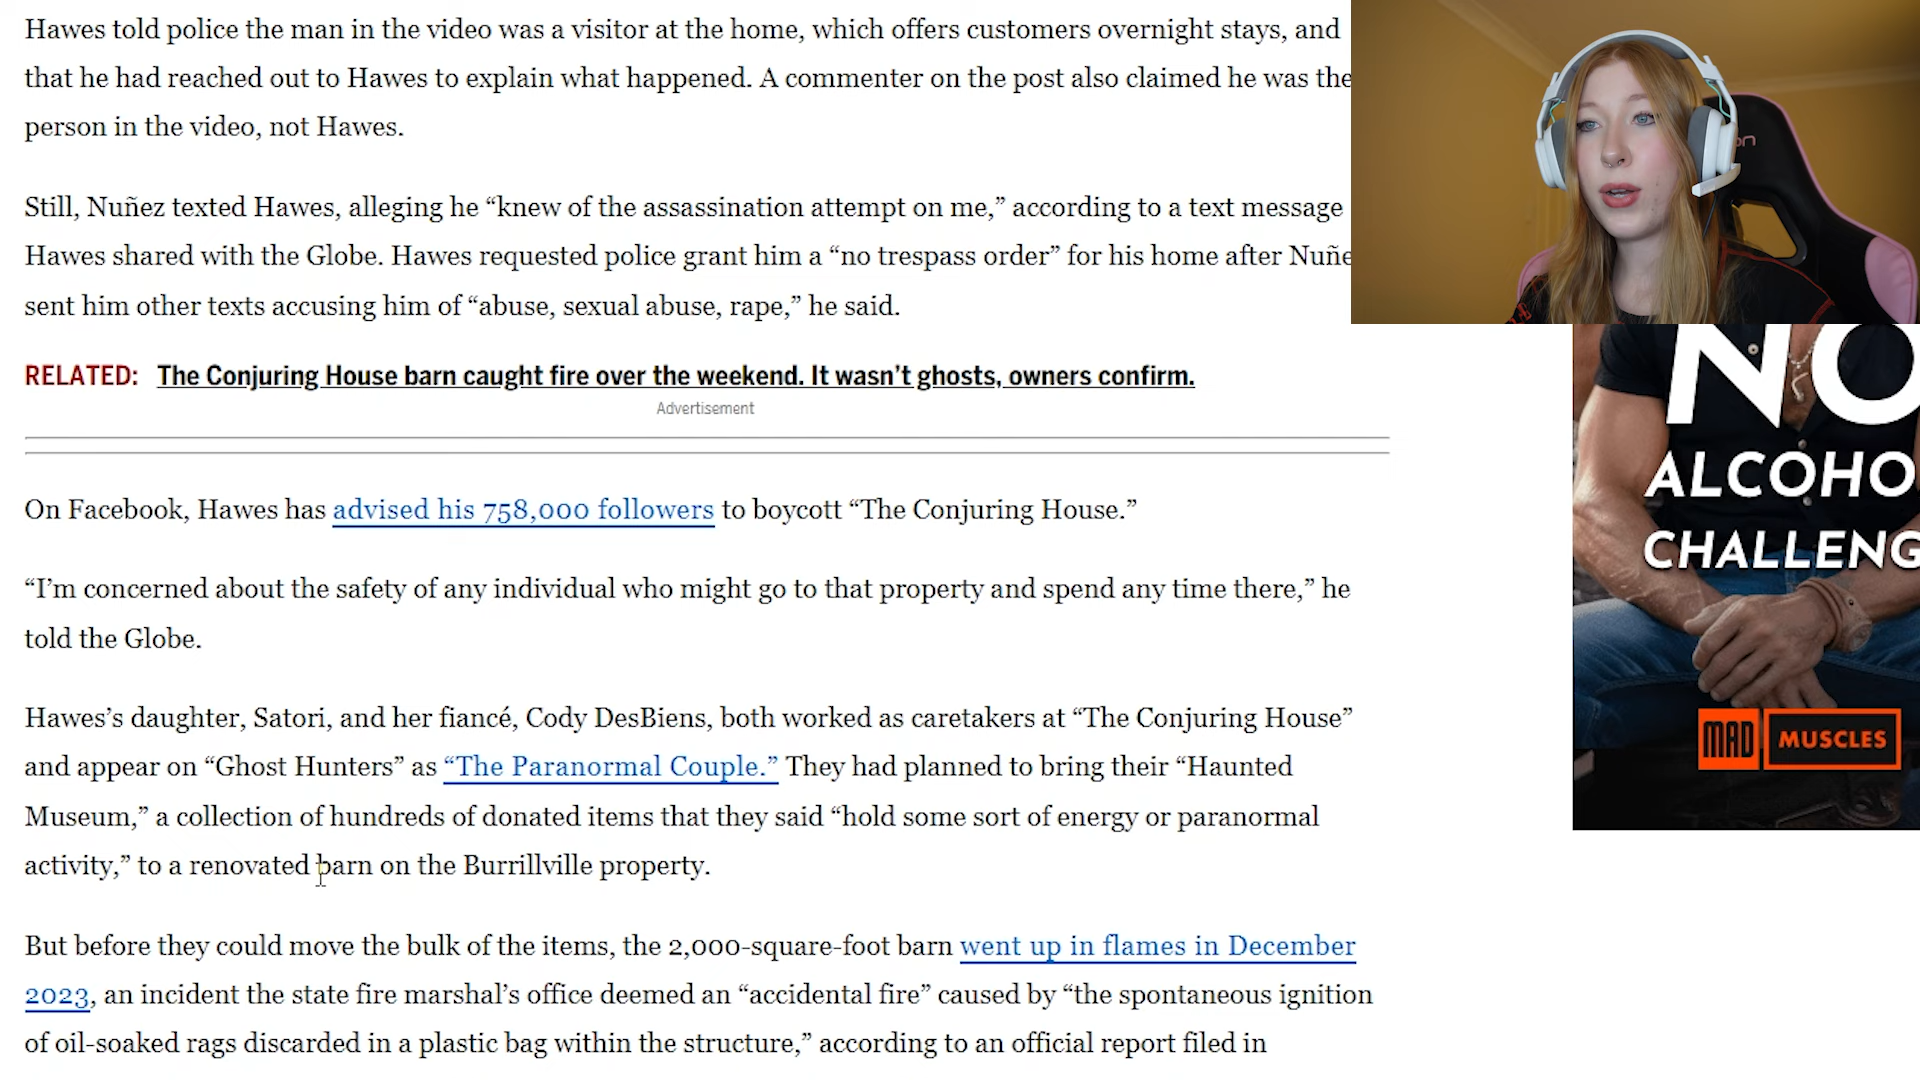 Hawes told police the man in the video was a visitor at the home, which offers customers overnight stays, and
that he had reached out to Hawes to explain what happened. A commenter on the post also claimed he was the
person in the video, not Hawes.
Still, Nuñez texted Hawes, alleging he “knew of the assassination attempt on me,” according to a text message
Hawes shared with the Globe. Hawes requested police grant him a “no trespass order” for his home after Nuñe
sent him other texts accusing him of “abuse, sexual abuse, rape,” he said.
RELATED: The Conjuring House barn caught fire over the weekend. It wasn’t ghosts, owners confirm.
Advertisement
On Facebook, Hawes has advised his 758,000 followers to boycott “The Conjuring House.”
“I’m concerned about the safety of any individual who might go to that property and spend any time there,” he
told the Globe.
Hawes’s daughter, Satori, and her fiancé, Cody DesBiens, both worked as caretakers at “The Conjuring House”
and appear on “Ghost Hunters” as “The Paranormal Couple.” They had planned to bring their “Haunted
Museum,” a collection of hundreds of donated items that they said “hold some sort of energy or paranormal
activity,” to a renovated barn on the Burrillville property.
But before they could move the bulk of the items, the 2,000-square-foot barn went up in flames in December
2023, an incident the state fire marshal’s office deemed an “accidental fire” caused by “the spontaneous ignition
of oil-soaked rags discarded in a plastic bag within the structure,” according to an official report filed in
NO
ALCOHO
CHALLENG
MAD MUSCLES
on